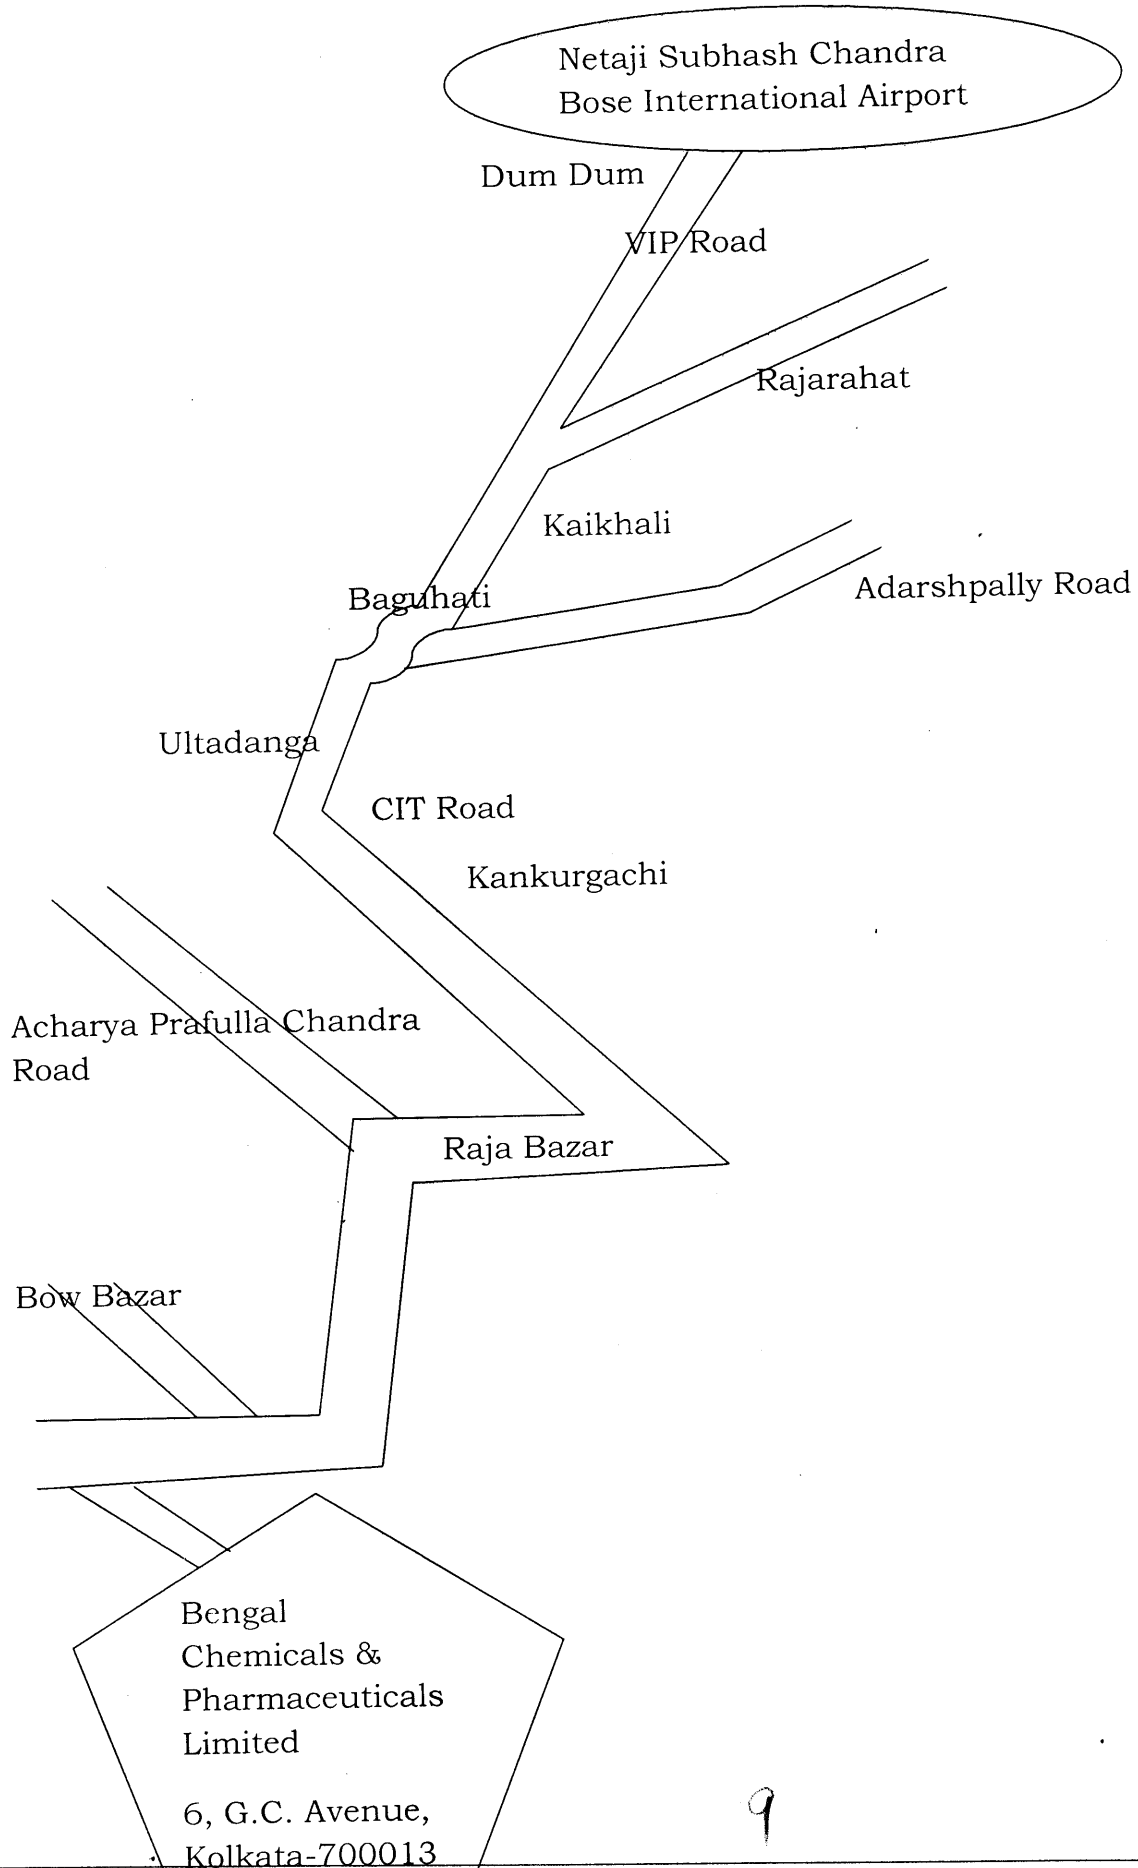 Netaji Subhash Chandra
Bose International Airport
Dum Dum
VIP Road
Rajarahat
Kaikhali
Adarshpally Road
Baguhati
Ultadanga
CIT Road
Kankurgachi
Acharya Prafulla Chandra
Road
Raja Bazar
Bow Bazar
Bengal
Chemicals &
Pharmaceuticals
Limited
6, G.C. Avenue,
Kolkata-700013
9